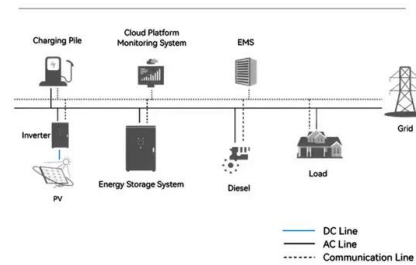 Charging Pile
Cloud Platform
Monitoring System
EMS
Grid
Inverter
PV
Energy Storage System
Diesel
Load
DC Line
AC Line
Communication Line